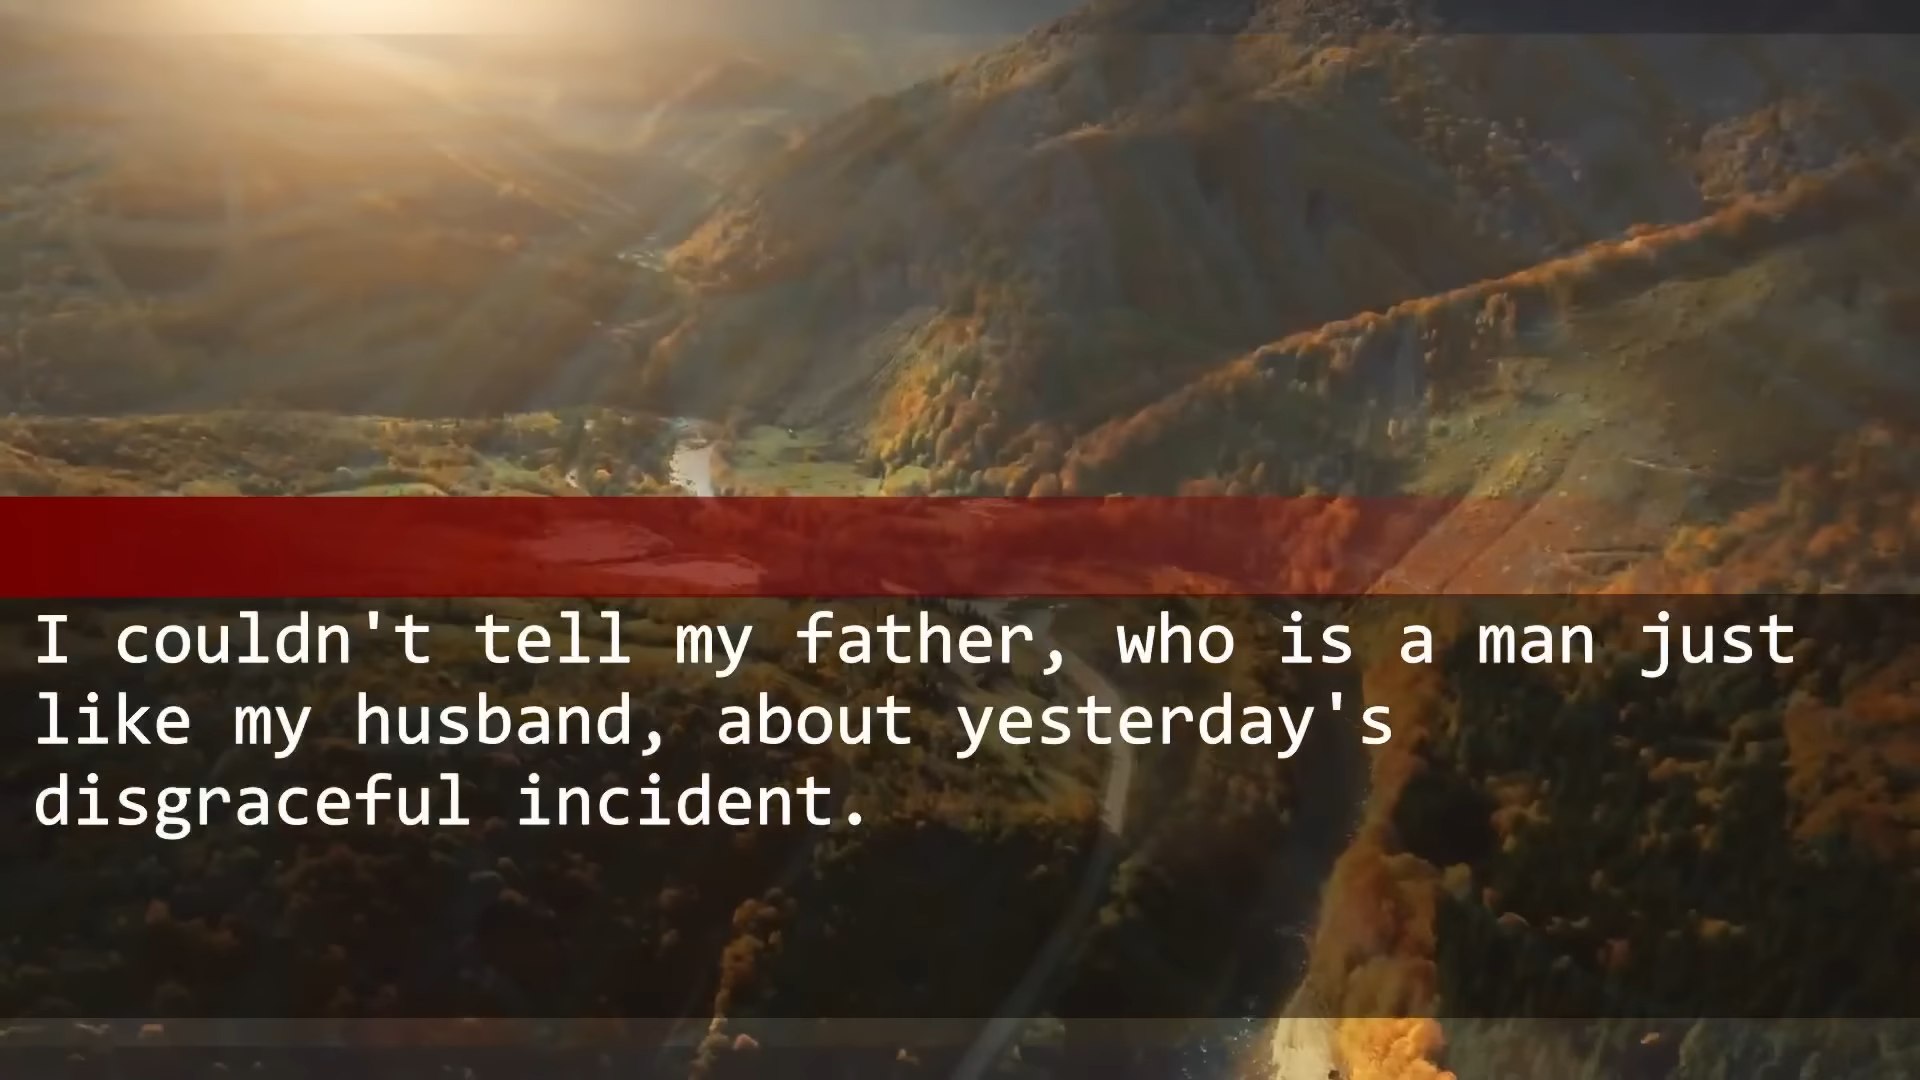 I couldn't tell my father, who is a man just
like my husband, about yesterday's
disgraceful incident.